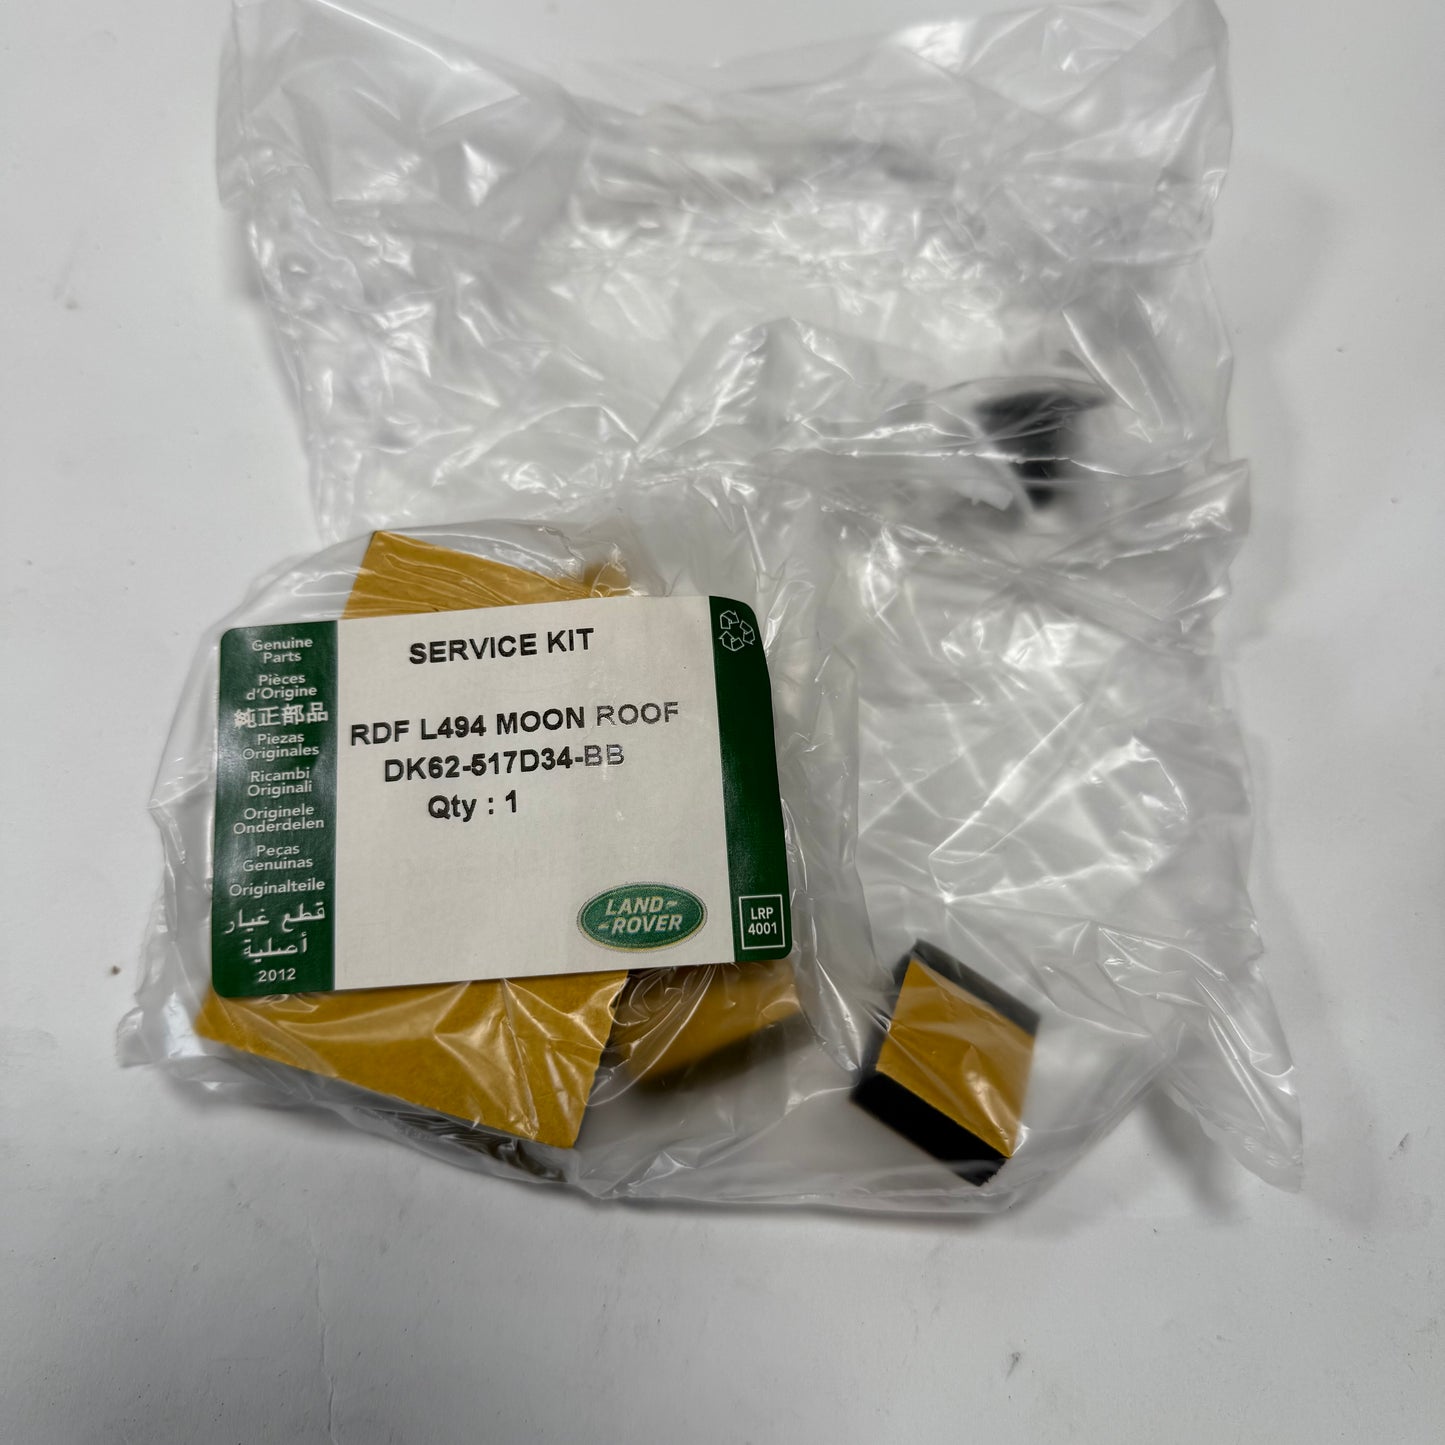 Genuine
Parts
Pièces
d'Origine
純正部品
Piezas
Originales
Ricambi
Originali
Originele
Onderdelen
Peças
Genuínas
Originalteile
قطع غيار
أصلية
2012
SERVICE KIT
RDF L494 MOON ROOF
DK62-517D34-BB
Qty : 1
LAND-
-ROVER
LRP
4001